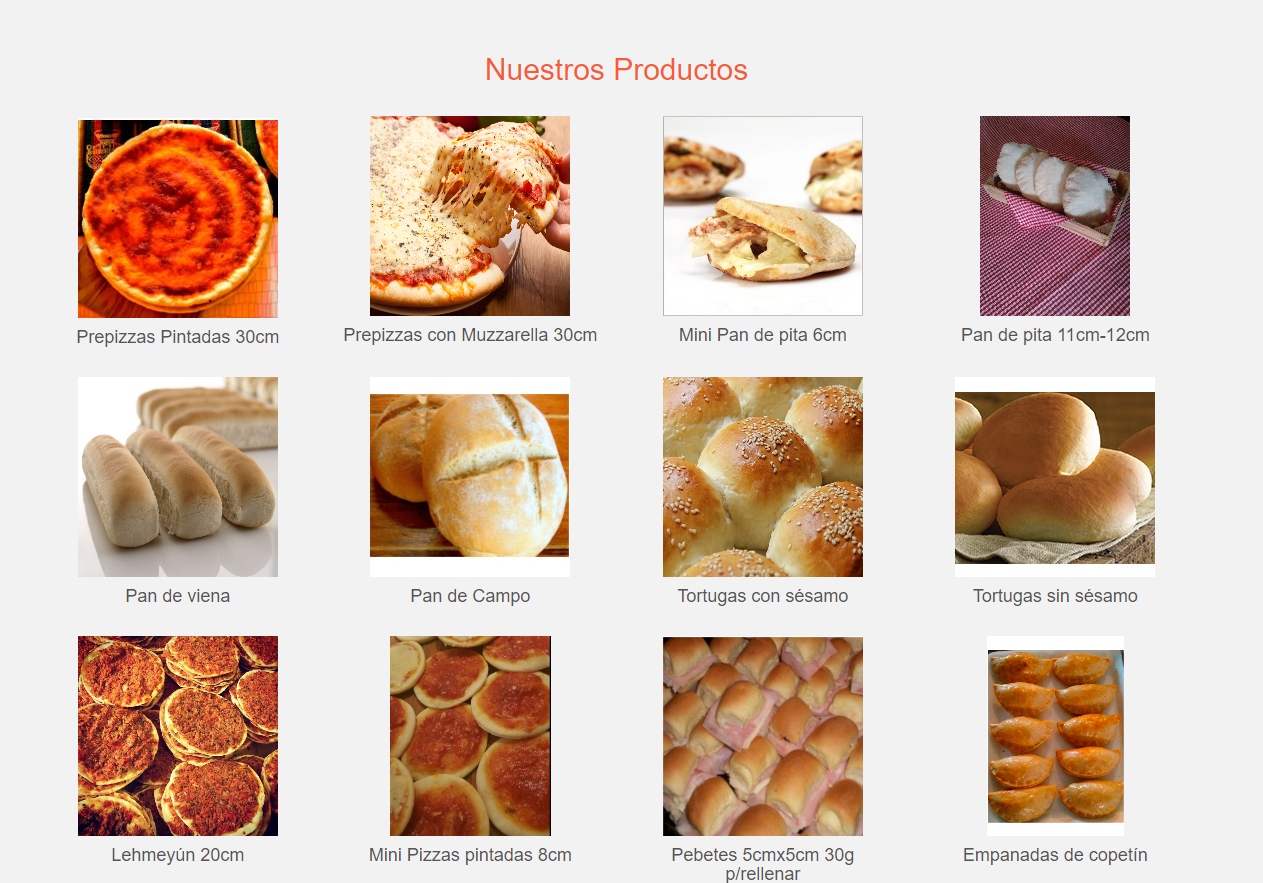 Nuestros Productos
Prepizzas Pintadas 30cm
Prepizzas con Muzzarella 30cm
Mini Pan de pita 6cm
Pan de pita 11cm-12cm
Pan de viena
Pan de Campo
Tortugas con sésamo
Tortugas sin sésamo
Lehmeyún 20cm
Mini Pizzas pintadas 8cm
Pebetes 5cmx5cm 30g
p/rellenar
Empanadas de copetín